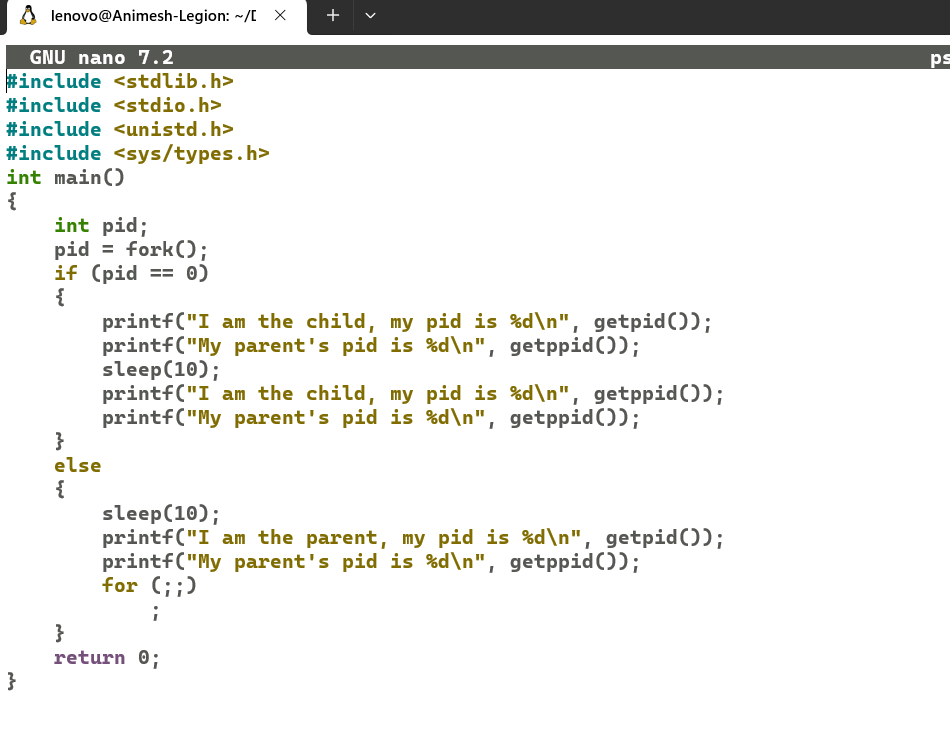 lenovo@Animesh-Legion: ~/D
GNU nano 7.2 ps
#include <stdlib.h>
#include <stdio.h>
#include <unistd.h>
#include <sys/types.h>
int main()
{
    int pid;
    pid = fork();
    if (pid == 0)
    {
        printf("I am the child, my pid is %d\n", getpid());
        printf("My parent's pid is %d\n", getppid());
        sleep(10);
        printf("I am the child, my pid is %d\n", getppid());
        printf("My parent's pid is %d\n", getppid());
    }
    else
    {
        sleep(10);
        printf("I am the parent, my pid is %d\n", getpid());
        printf("My parent's pid is %d\n", getppid());
        for (;;)
            ;
    }
    return 0;
}